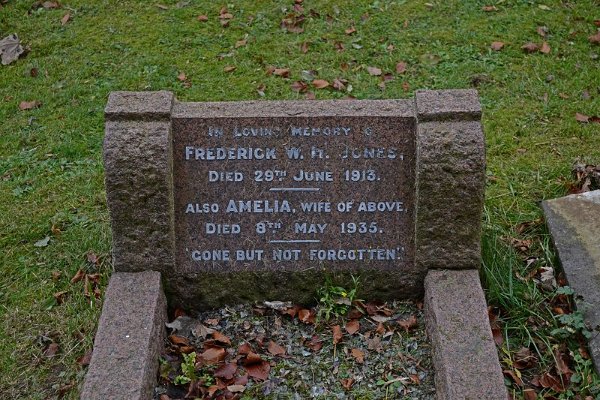 IN LOVING MEMORY OF
FREDERICK W. H. JONES,
DIED 29TH JUNE 1913.
ALSO AMELIA, WIFE OF ABOVE,
DIED 8TH MAY 1935.
"GONE BUT NOT FORGOTTEN."